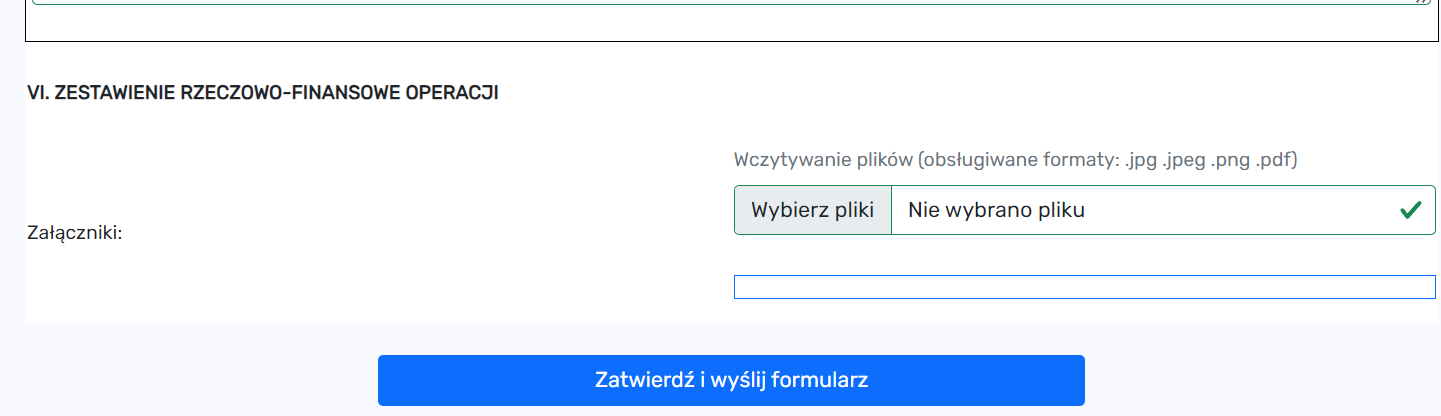 VI. ZESTAWIENIE RZECZOWO-FINANSOWE OPERACJI
Wczytywanie plików (obsługiwane formaty: .jpg .jpeg .png .pdf)
Wybierz pliki Nie wybrano pliku
Załączniki:
Zatwierdź i wyślij formularz